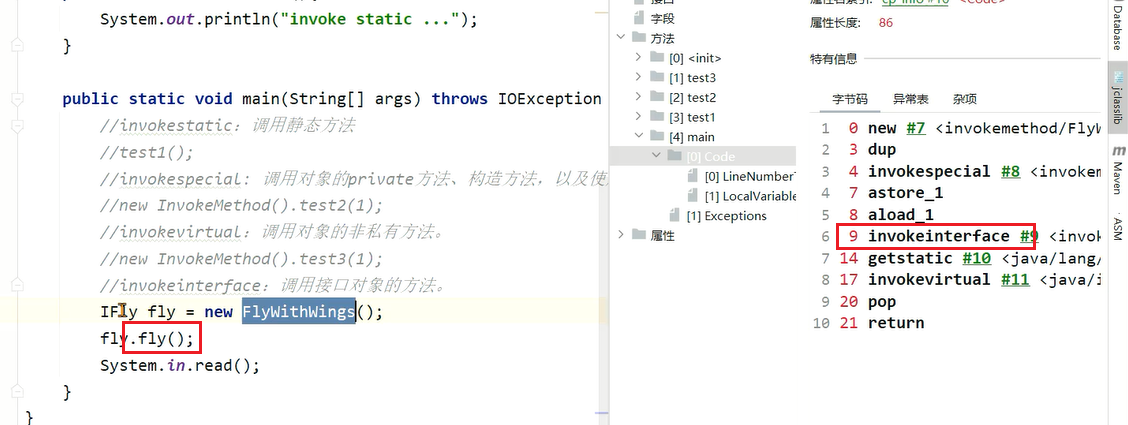 System.out.println("invoke static ...");
}
public static void main(String[] args) throws IOException
//invokestatic: 调用静态方法
//test1();
//invokespecial: 调用对象的private方法、构造方法，以及使
//new InvokeMethod().test2(1);
//invokevirtual: 调用对象的非私有方法。
//new InvokeMethod().test3(1);
//invokeinterface: 调用接口对象的方法。
IFly fly = new FlyWithWings();
fly.fly();
System.in.read();
}
}
接口
字段
方法
[0] <init>
[1] test3
[2] test2
[3] test1
[4] main
[0] Code
[0] LineNumber
[1] LocalVariable
[1] Exceptions
属性
属性名索引: cp info #16 <Code>
属性长度: 86
特有信息
字节码 异常表 杂项
1 0 new #7 <invokemethod/FlyW
2 3 dup
3 4 invokespecial #8 <invokem
4 7 astore_1
5 8 aload_1
6 9 invokeinterface #9 <invok
7 14 getstatic #10 <java/lang/
8 17 invokevirtual #11 <java/i
9 20 pop
10 21 return
Database
jclasslib
m
Maven
ASM